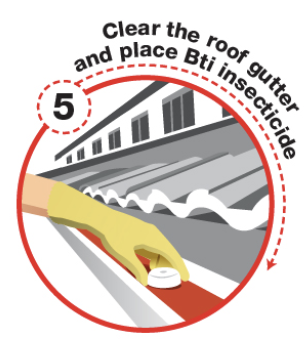 5
Clear the roof gutter
and place Bti insecticide